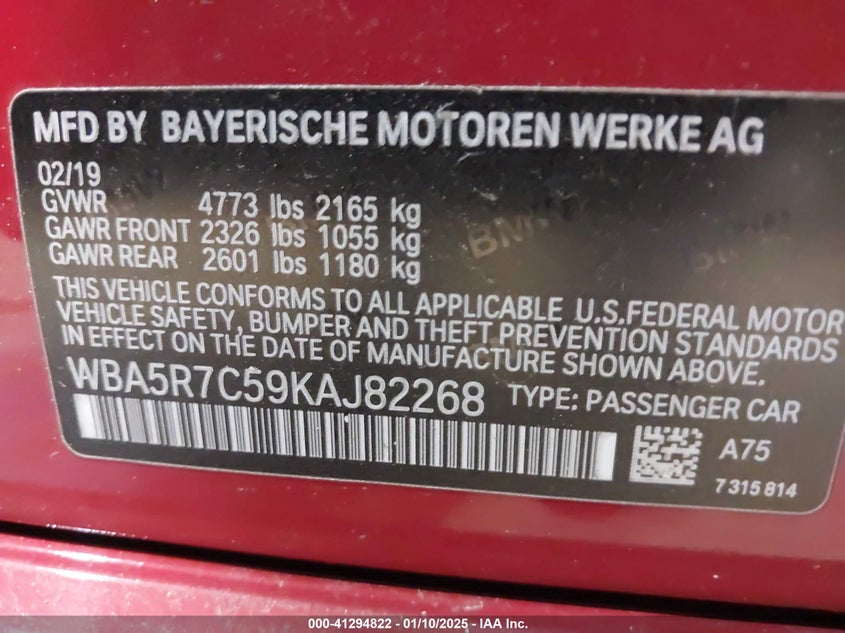 MFD BY BAYERISCHE MOTOREN WERKE AG
02/19
GVWR 4773 lbs 2165 kg
GAWR FRONT 2326 lbs 1055 kg
GAWR REAR 2601 lbs 1180 kg
THIS VEHICLE CONFORMS TO ALL APPLICABLE U.S.FEDERAL MOTOR
VEHICLE SAFETY, BUMPER AND THEFT PREVENTION STANDARDS
IN EFFECT ON THE DATE OF MANUFACTURE SHOWN ABOVE.
WBA5R7C59KAJ82268 TYPE: PASSENGER CAR
A75
7315814
000-41294822 - 01/10/2025 - IAA Inc.